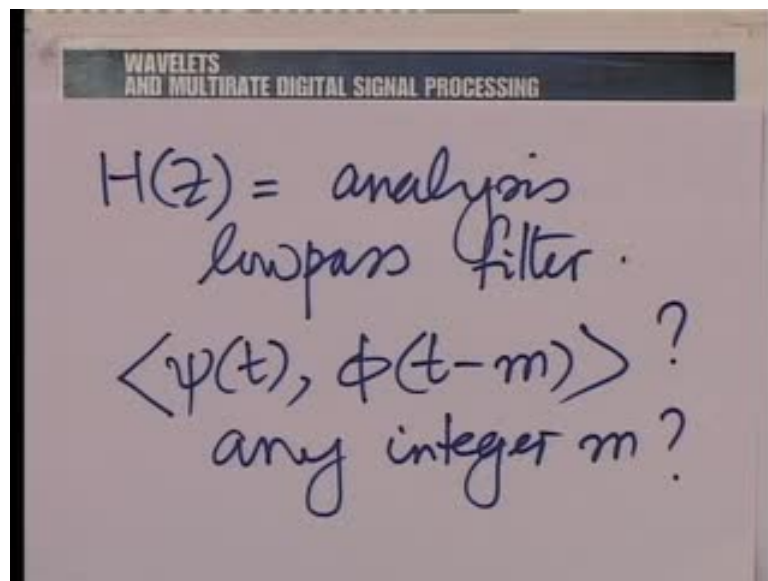 WAVELETS
AND MULTIRATE DIGITAL SIGNAL PROCESSING
H(Z) = analysis
lowpass filter.
⟨ψ(t), φ(t-m)⟩ ?
any integer m?